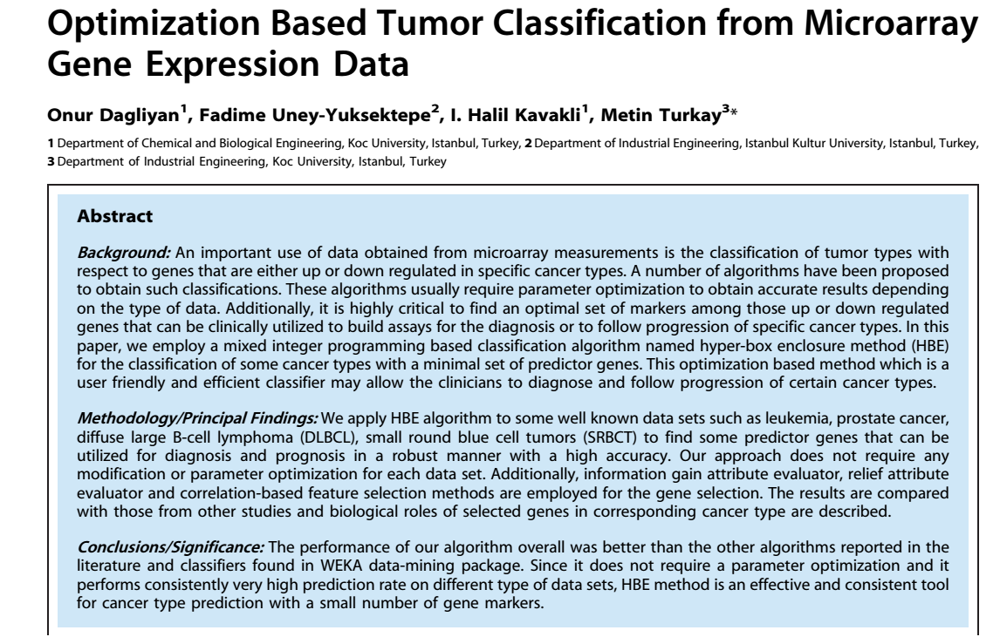 Optimization Based Tumor Classification from Microarray
Gene Expression Data
Onur Dagliyan1, Fadime Uney-Yuksektepe2, I. Halil Kavakli1, Metin Turkay3*
1 Department of Chemical and Biological Engineering, Koc University, Istanbul, Turkey, 2 Department of Industrial Engineering, Istanbul Kultur University, Istanbul, Turkey,
3 Department of Industrial Engineering, Koc University, Istanbul, Turkey
Abstract
Background: An important use of data obtained from microarray measurements is the classification of tumor types with
respect to genes that are either up or down regulated in specific cancer types. A number of algorithms have been proposed
to obtain such classifications. These algorithms usually require parameter optimization to obtain accurate results depending
on the type of data. Additionally, it is highly critical to find an optimal set of markers among those up or down regulated
genes that can be clinically utilized to build assays for the diagnosis or to follow progression of specific cancer types. In this
paper, we employ a mixed integer programming based classification algorithm named hyper-box enclosure method (HBE)
for the classification of some cancer types with a minimal set of predictor genes. This optimization based method which is a
user friendly and efficient classifier may allow the clinicians to diagnose and follow progression of certain cancer types.
Methodology/Principal Findings: We apply HBE algorithm to some well known data sets such as leukemia, prostate cancer,
diffuse large B-cell lymphoma (DLBCL), small round blue cell tumors (SRBCT) to find some predictor genes that can be
utilized for diagnosis and prognosis in a robust manner with a high accuracy. Our approach does not require any
modification or parameter optimization for each data set. Additionally, information gain attribute evaluator, relief attribute
evaluator and correlation-based feature selection methods are employed for the gene selection. The results are compared
with those from other studies and biological roles of selected genes in corresponding cancer type are described.
Conclusions/Significance: The performance of our algorithm overall was better than the other algorithms reported in the
literature and classifiers found in WEKA data-mining package. Since it does not require a parameter optimization and it
performs consistently very high prediction rate on different type of data sets, HBE method is an effective and consistent tool
for cancer type prediction with a small number of gene markers.